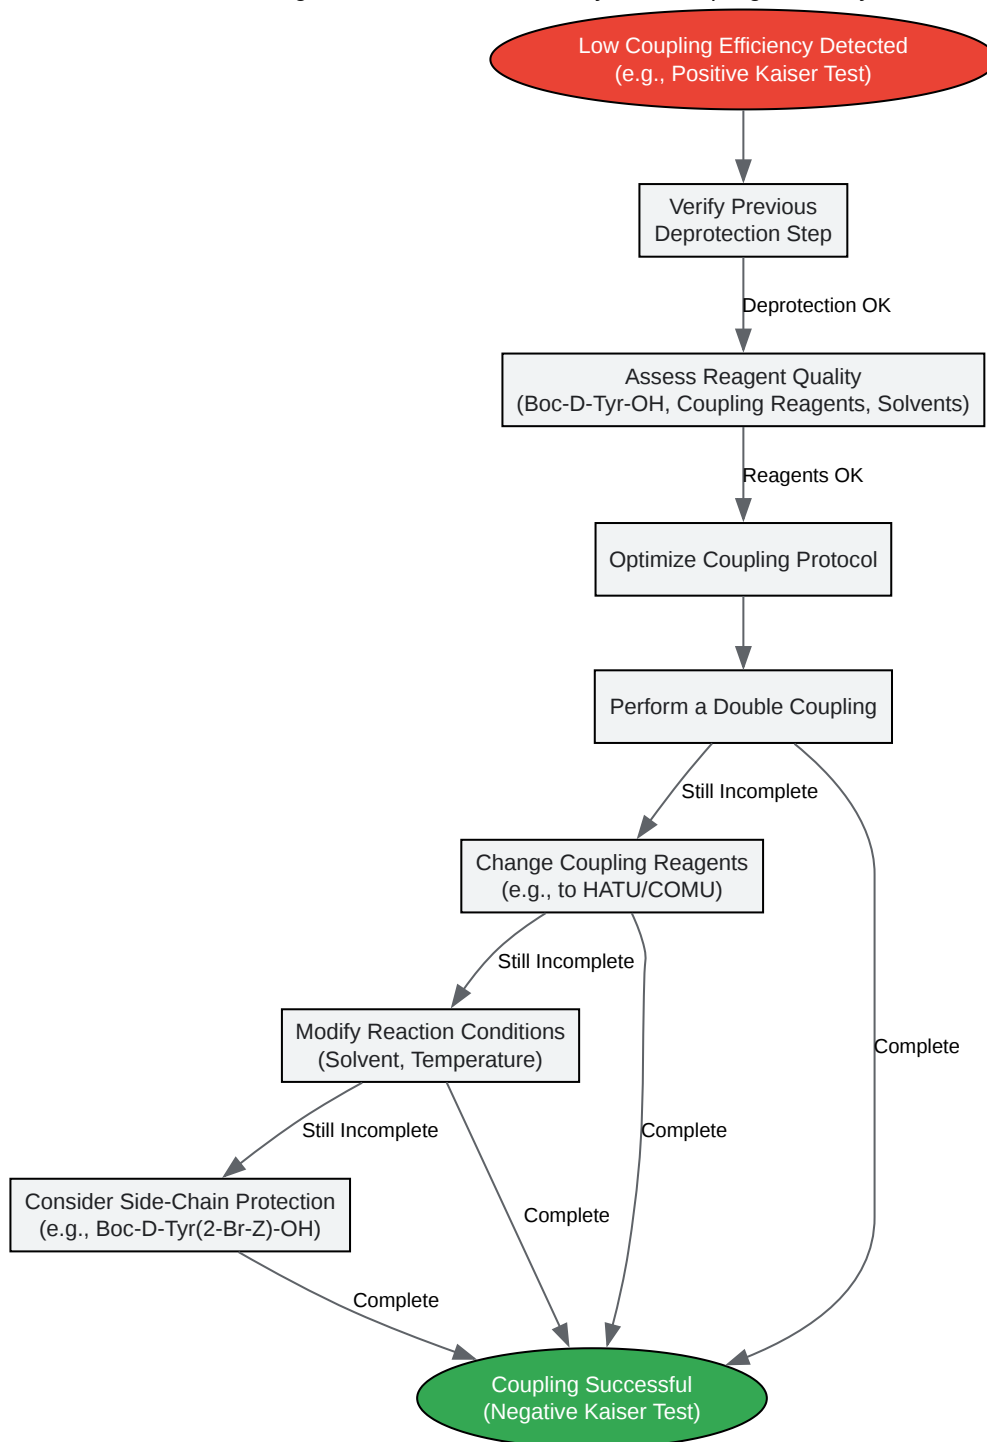 Low Coupling Efficiency Detected
(e.g., Positive Kaiser Test)
Verify Previous
Deprotection Step
Deprotection OK
Assess Reagent Quality
(Boc-D-Tyr-OH, Coupling Reagents, Solvents)
Reagents OK
Optimize Coupling Protocol
Perform a Double Coupling
Still Incomplete
Change Coupling Reagents
(e.g., to HATU/COMU)
Still Incomplete
Modify Reaction Conditions
(Solvent, Temperature)
Complete
Still Incomplete
Complete
Consider Side-Chain Protection
(e.g., Boc-D-Tyr(2-Br-Z)-OH)
Complete
Complete
Coupling Successful
(Negative Kaiser Test)